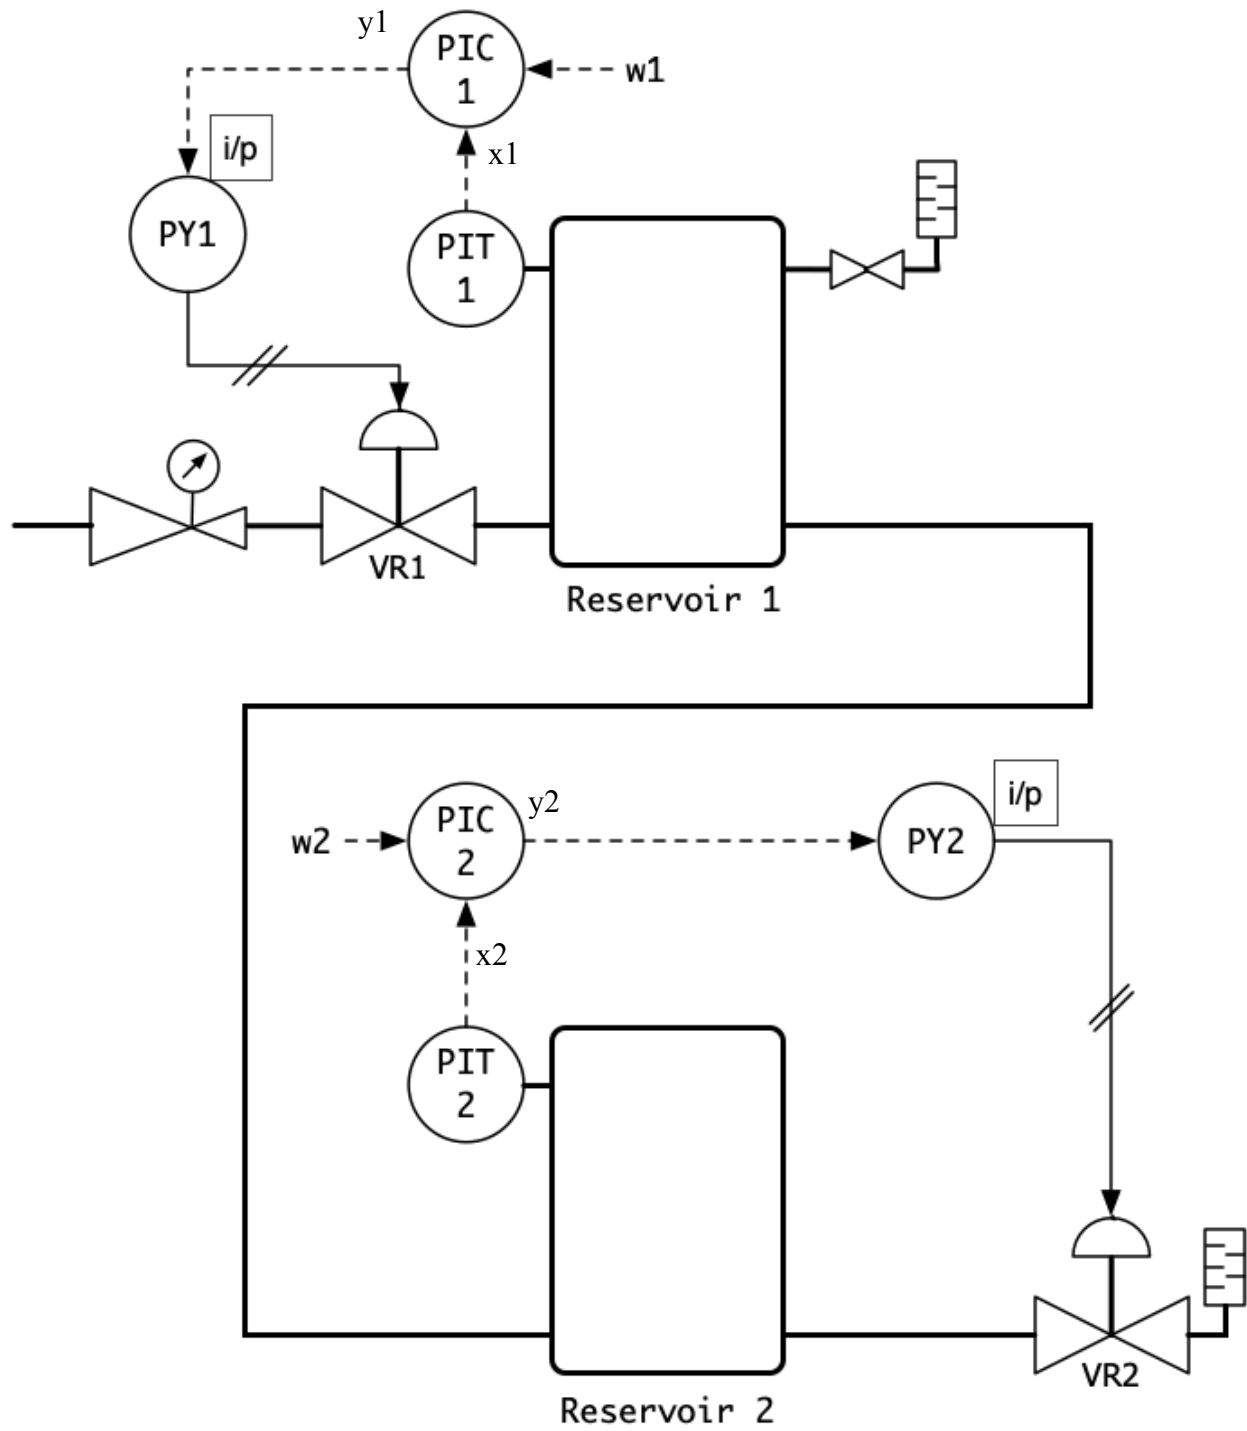 y1
PIC
1
w1
i/p
x1
PY1
PIT
1
VR1
Reservoir 1
i/p
y2
PIC
2
w2
PY2
x2
PIT
2
VR2
Reservoir 2